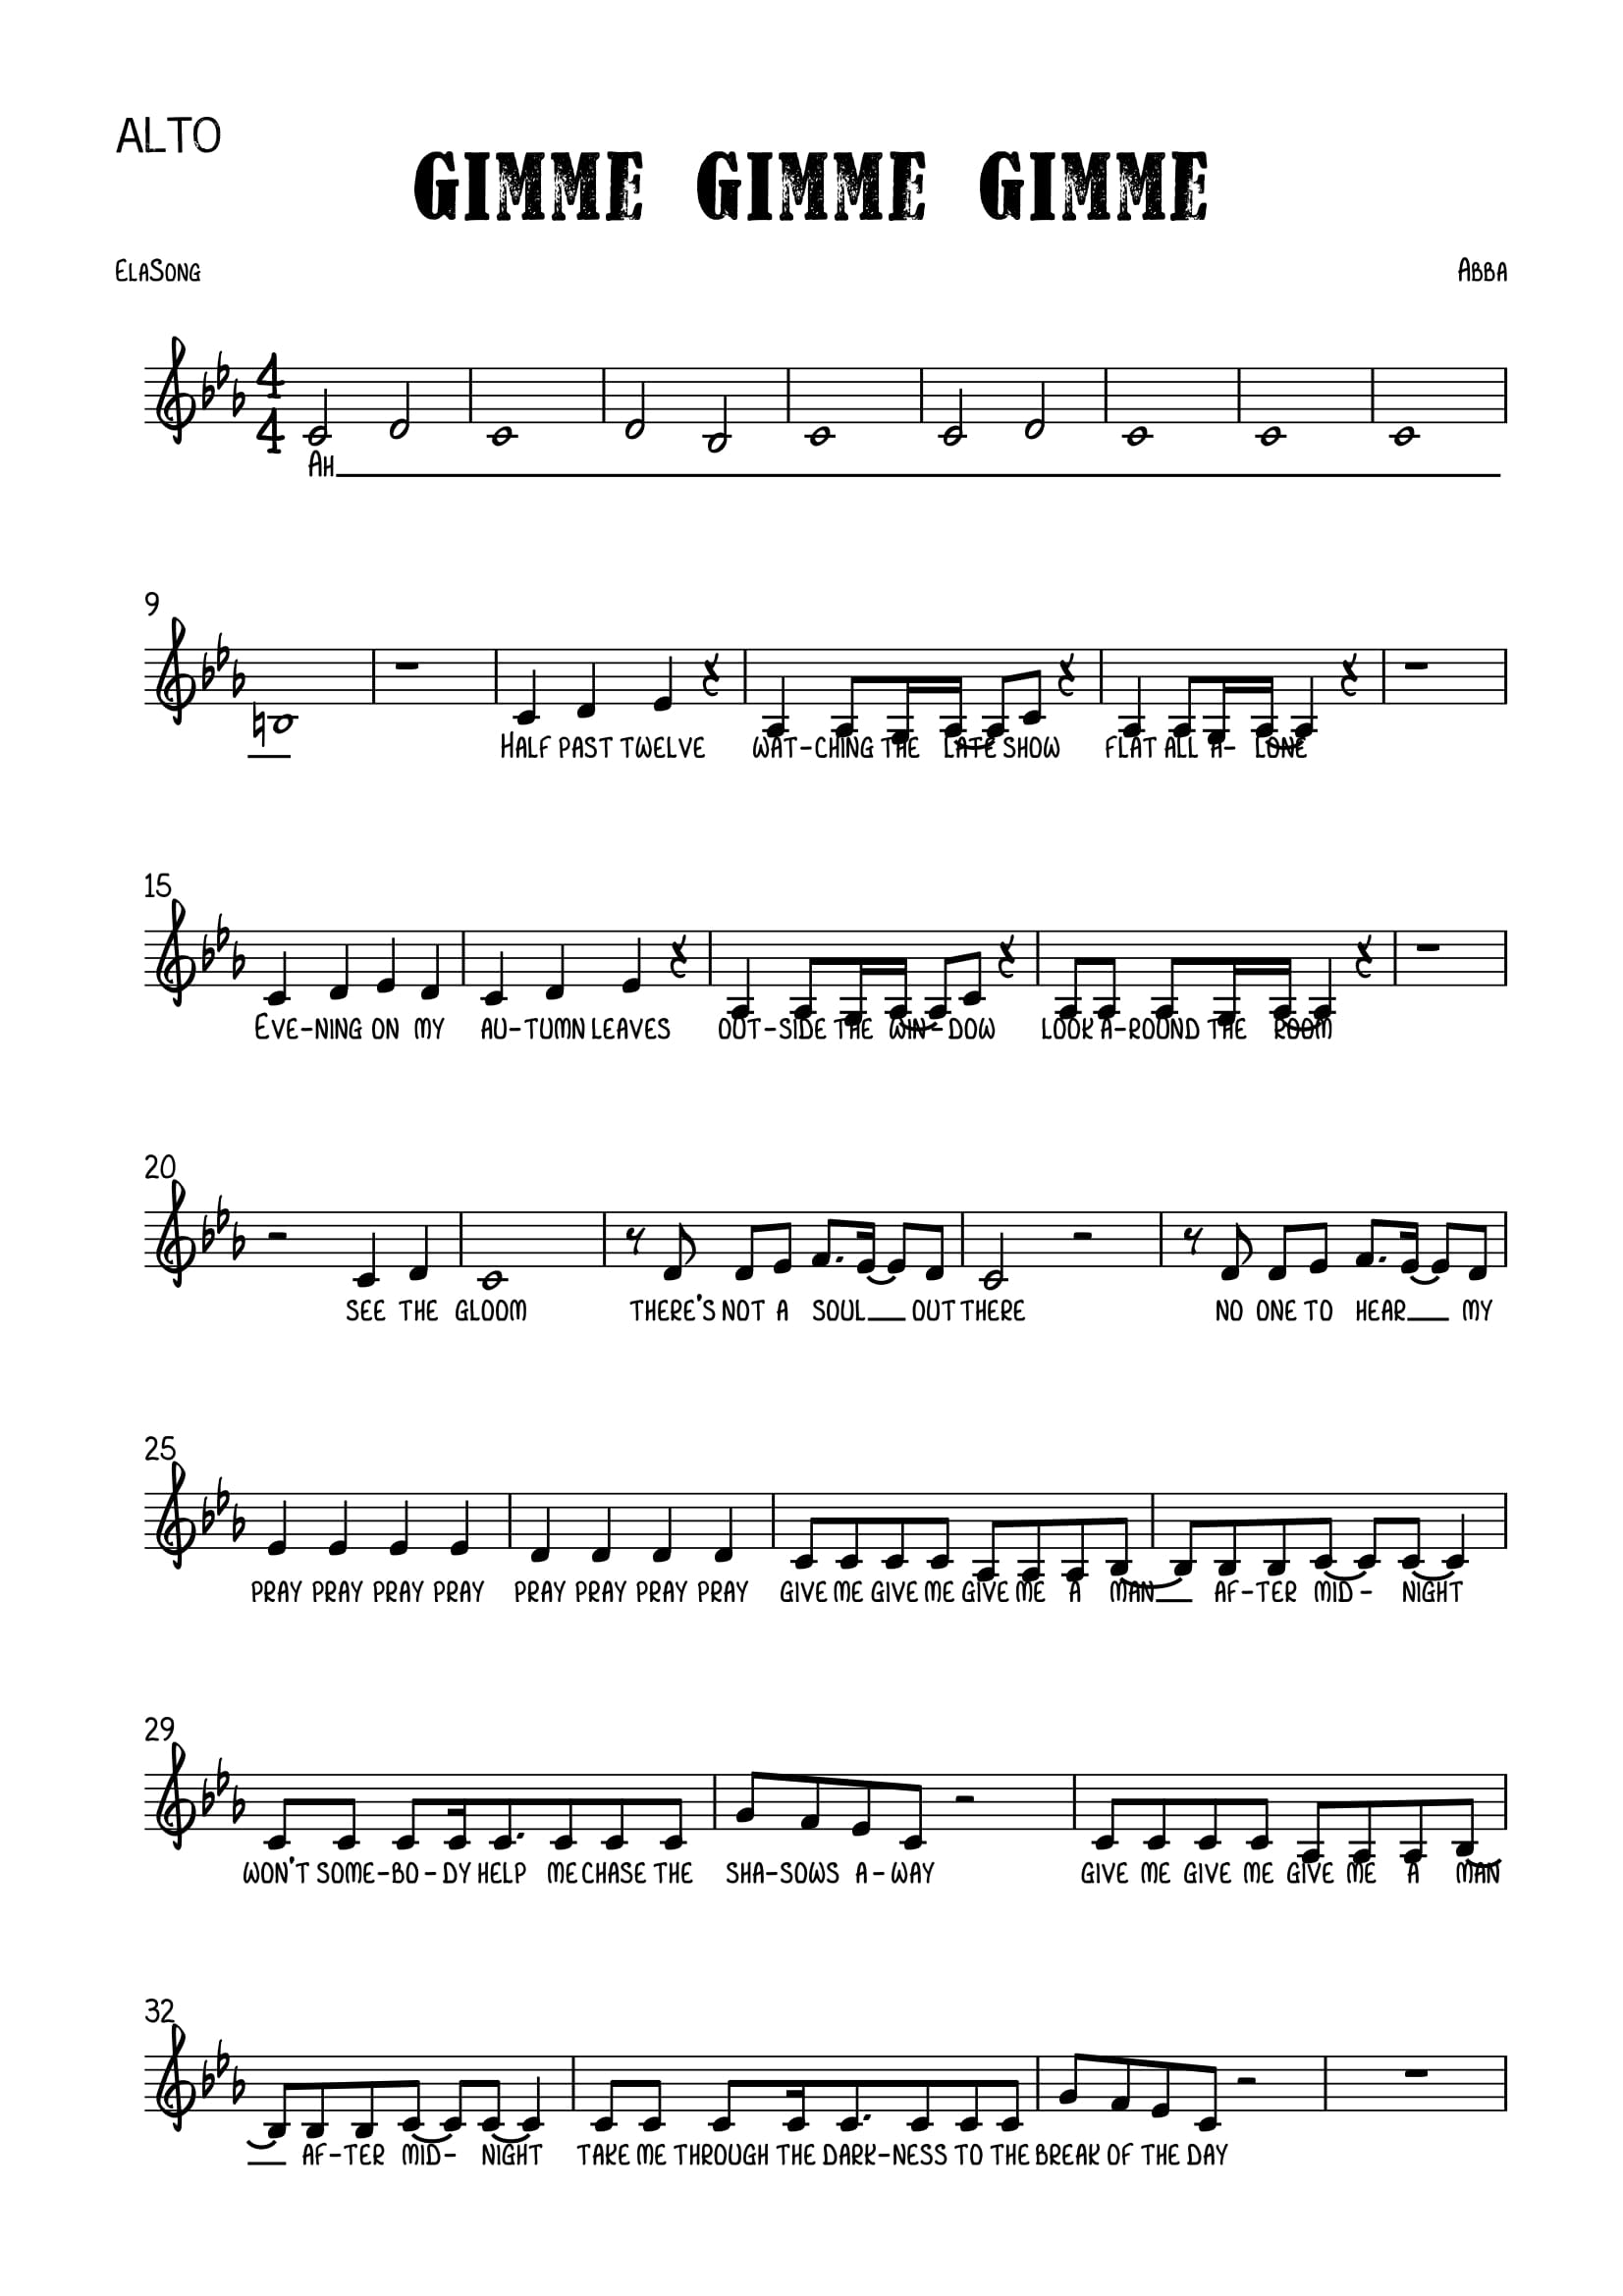 ALTO
GIMME GIMME GIMME
ElaSong
Abba
4
4
Ah
9
Half past twelve wat-ching the late show flat all a- lone
15
Eve-ning on my au-tumn leaves out-side the win-dow look a-round the room
20
see the gloom there's not a soul out there no one to hear my
25
pray pray pray pray pray pray pray pray give me give me give me a man af-ter mid- night
29
won't some-bo-dy help me chase the sha-sows a-way give me give me give me a man
32
af-ter mid- night take me through the dark-ness to the break of the day